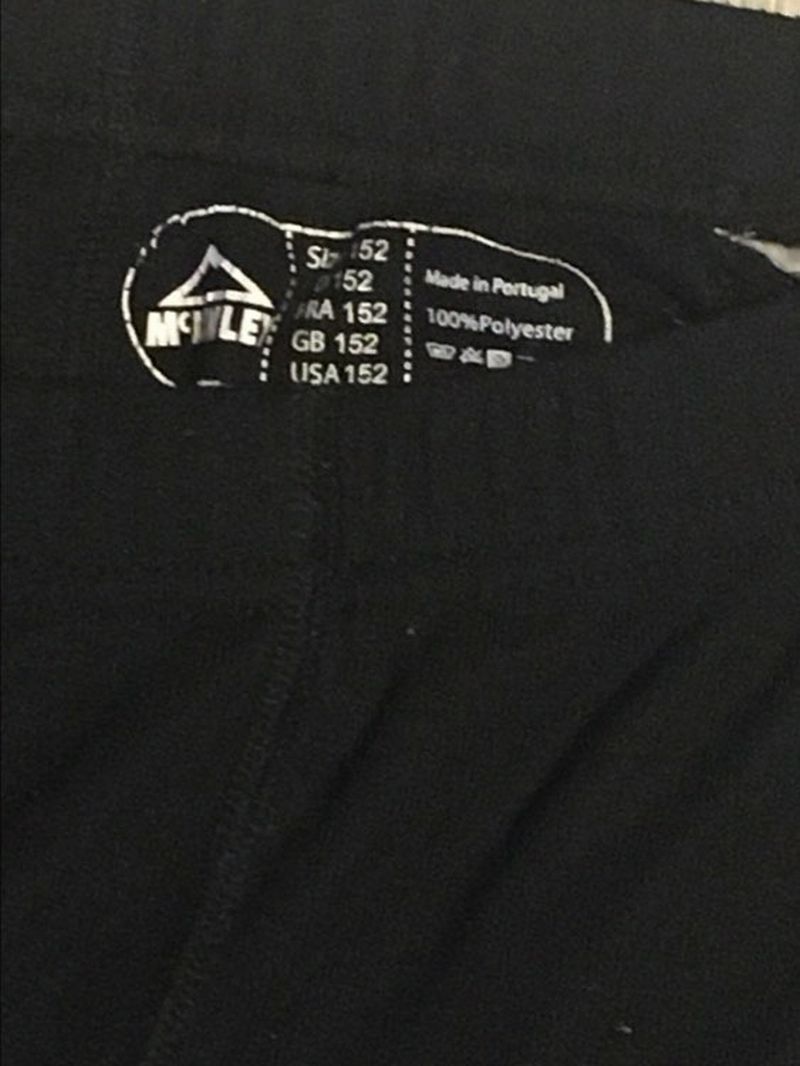 McKINLEY
152
152
152
GB 152
USA 152
Made in Portugal
100%Polyester